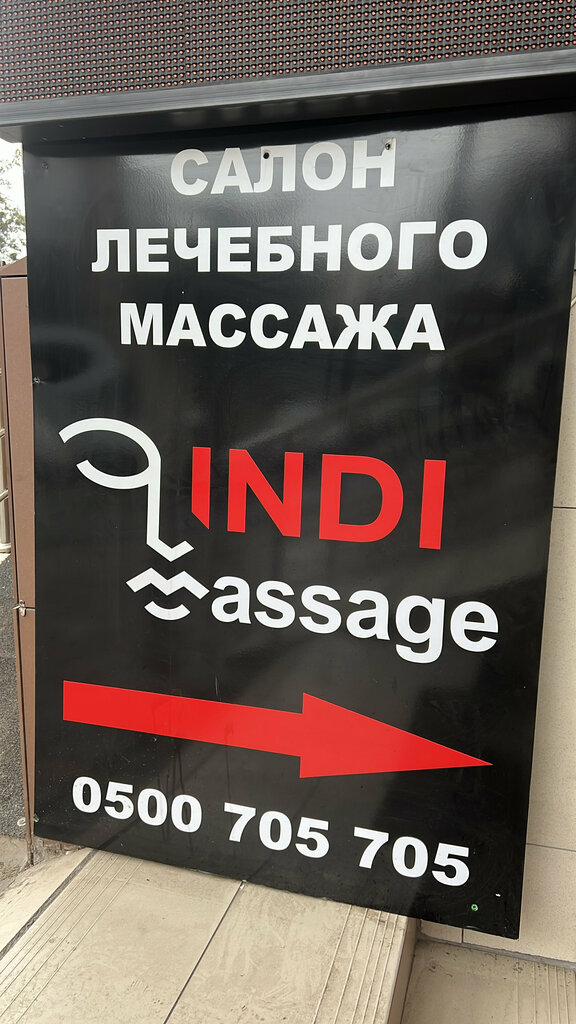 САЛОН
ЛЕЧЕБНОГО
МАССАЖА
INDI
massage
0500 705 705